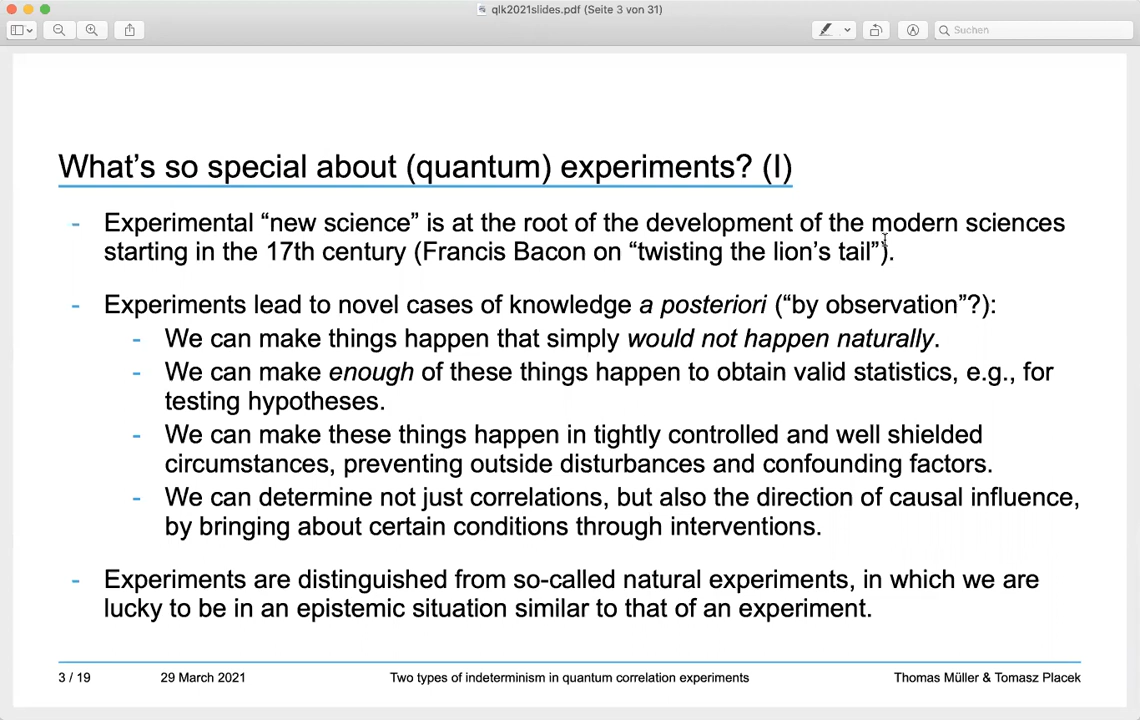 qlk2021slides.pdf (Seite 3 von 31)
Suchen
What’s so special about (quantum) experiments? (I)
- Experimental “new science” is at the root of the development of the modern sciences
starting in the 17th century (Francis Bacon on “twisting the lion’s tail”).
- Experiments lead to novel cases of knowledge a posteriori (“by observation”?):
- We can make things happen that simply would not happen naturally.
- We can make enough of these things happen to obtain valid statistics, e.g., for
testing hypotheses.
- We can make these things happen in tightly controlled and well shielded
circumstances, preventing outside disturbances and confounding factors.
- We can determine not just correlations, but also the direction of causal influence,
by bringing about certain conditions through interventions.
- Experiments are distinguished from so-called natural experiments, in which we are
lucky to be in an epistemic situation similar to that of an experiment.
3 / 19 29 March 2021 Two types of indeterminism in quantum correlation experiments Thomas Müller & Tomasz Placek